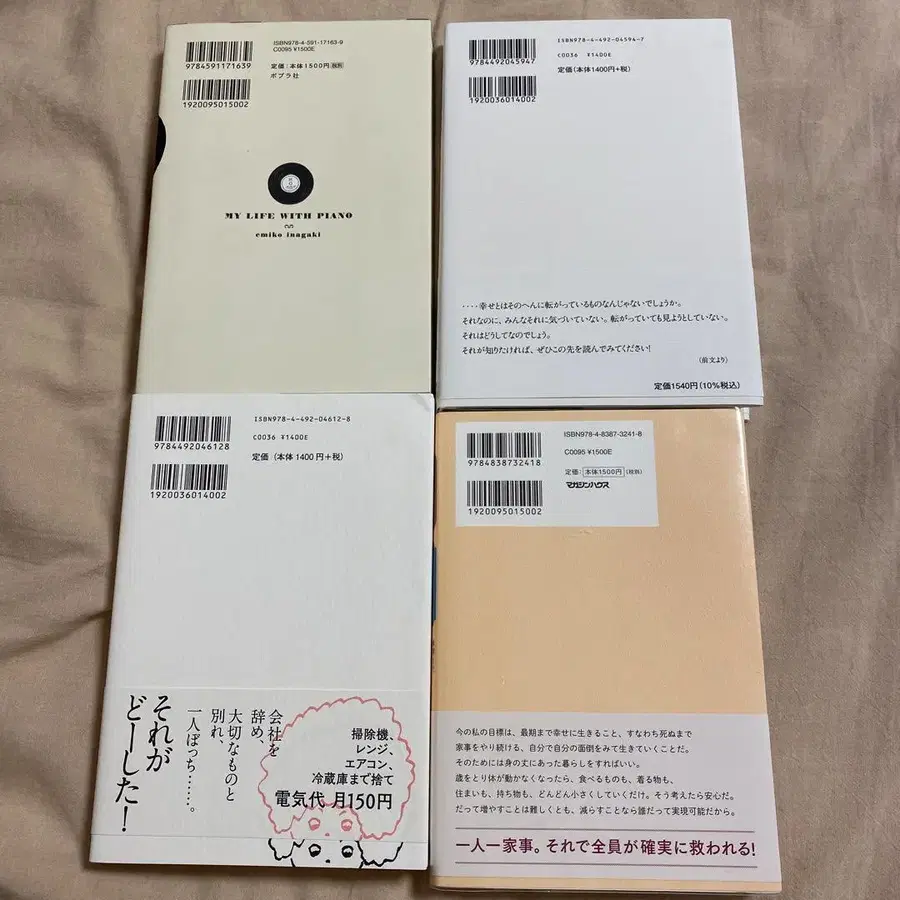 ISBN978-4-591-17163-9
C0095 ¥1500E
9784591171639
定価:本体1500円 税別
ポプラ社
1920095015002
MY LIFE WITH PIANO
emiko inagaki
ISBN978-4-492-04594-7
C0036 ¥1400E
9784492045947
定価(本体1400円+税)
1920036014002
‥‥幸せとはそのへんに転がっているものなんじゃないでしょうか。
それなのに、みんなそれに気づいていない。転がっていても見ようとしていない。
それはどうしてなのでしょう。
それが知りたければ、ぜひこの先を読んでみてください!
(前文より)
定価1540円(10%税込)
ISBN978-4-492-04612-8
C0036 ¥1400E
9784492046128
定価(本体1400円+税)
1920036014002
会社を
辞め、
大切なものと
別れ、
一人ぼっち……。
それが
どーした!
掃除機、
レンジ、
エアコン、
冷蔵庫まで捨て
電気代 月150円
ISBN978-4-8387-3241-8
C0095 ¥1500E
9784838732418
定価:本体1500円(税別)
マガジンハウス
1920095015002
今の私の目標は、最期まで幸せに生きること、すなわち死ぬまで
家事をやり続ける、自分で自分の面倒をみて生きていくことだ。
そのためには身の丈にあった暮らしをすればいい。
歳をとり体が動かなくなったら、食べるものも、着る物も、
住まいも、持ち物も、どんどん小さくしていくだけ。そう考えたら安心だ。
だって増やすことは難しくとも、減らすことなら誰だって実現可能だから。
一人一家事。それで全員が確実に救われる!